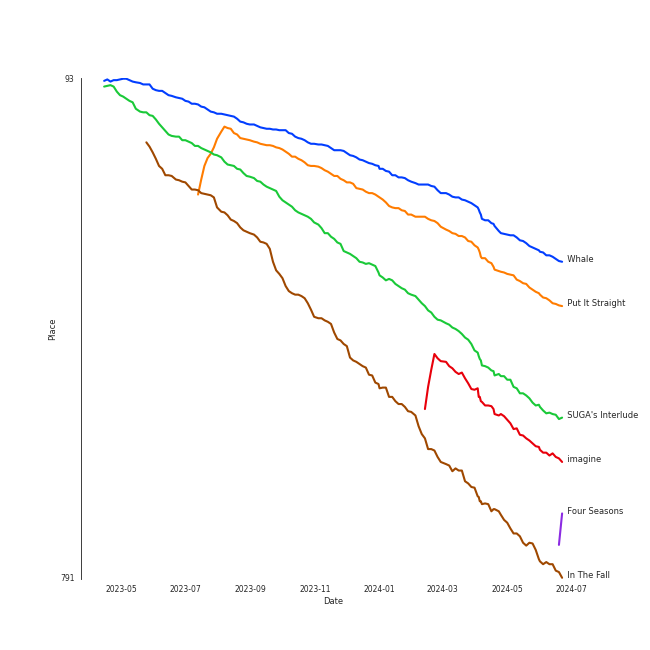 93
Whale
Put It Straight
Place
SUGA's Interlude
imagine
Four Seasons
In The Fall
791
2023-05 2023-07 2023-09 2023-11 2024-01 2024-03 2024-05 2024-07
Date